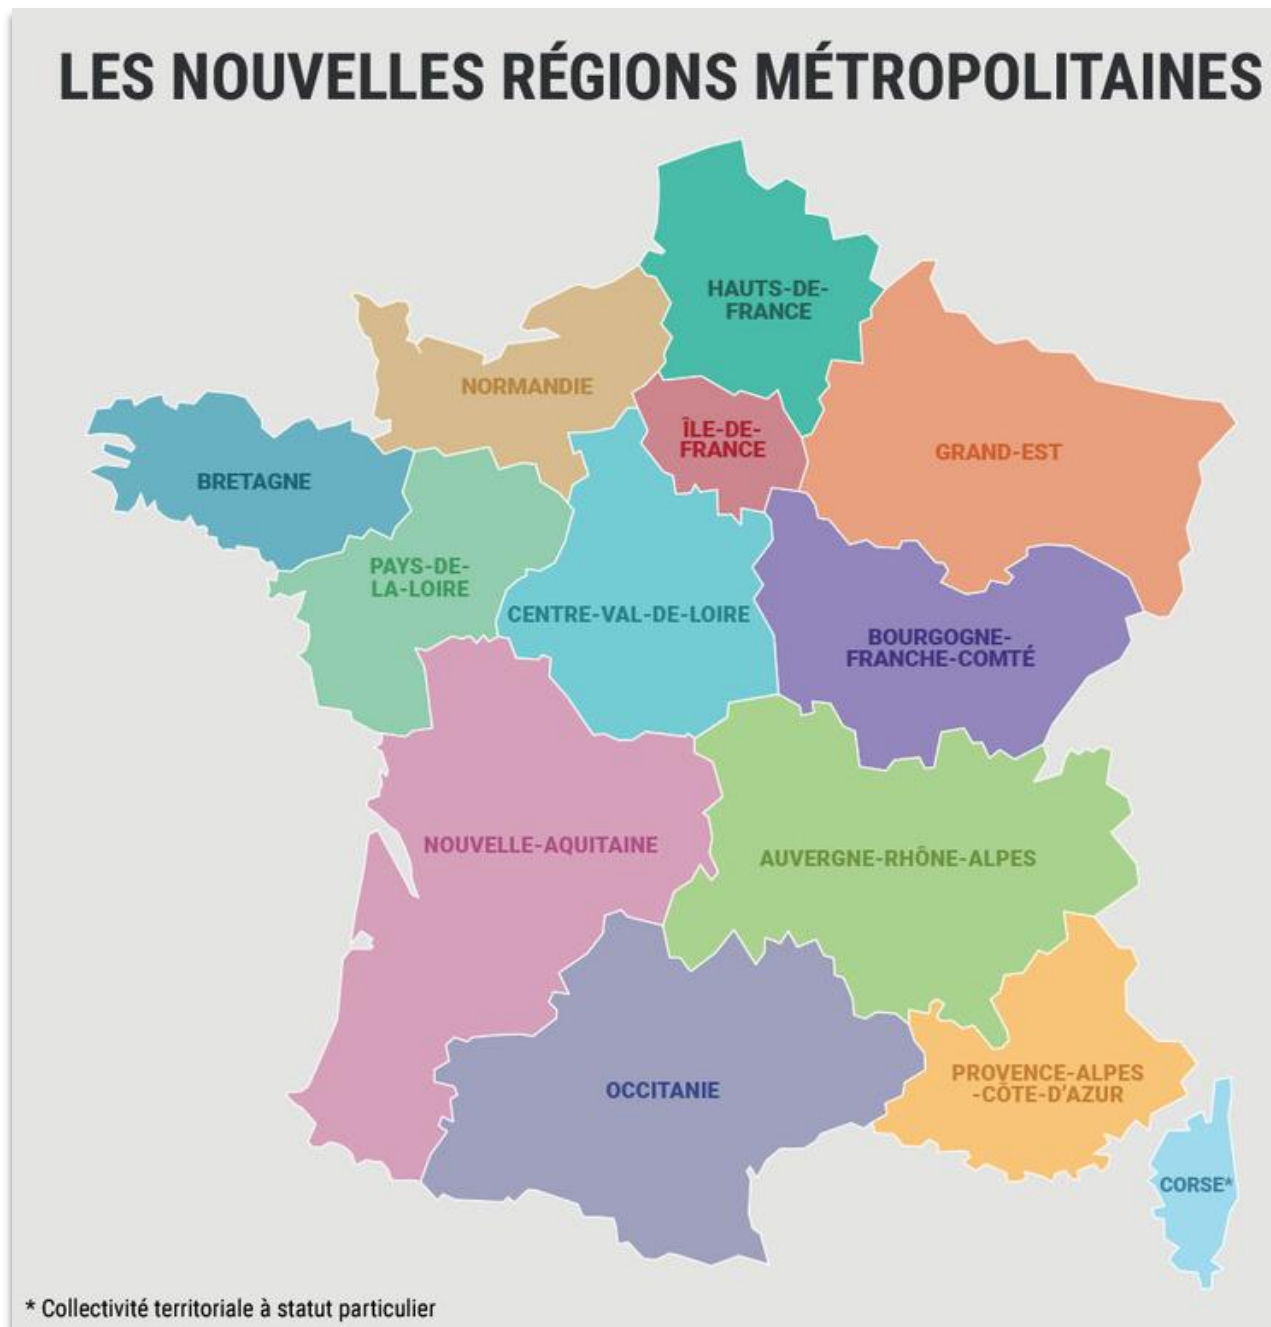 LES NOUVELLES RÉGIONS MÉTROPOLITAINES
HAUTS-DE-
FRANCE
NORMANDIE
ÎLE-DE-
FRANCE
GRAND-EST
BRETAGNE
PAYS-DE-
LA-LOIRE
CENTRE-VAL-DE-LOIRE
BOURGOGNE-
FRANCHE-COMTÉ
NOUVELLE-AQUITAINE
AUVERGNE-RHÔNE-ALPES
OCCITANIE
PROVENCE-ALPES
-CÔTE-D'AZUR
CORSE*
* Collectivité territoriale à statut particulier